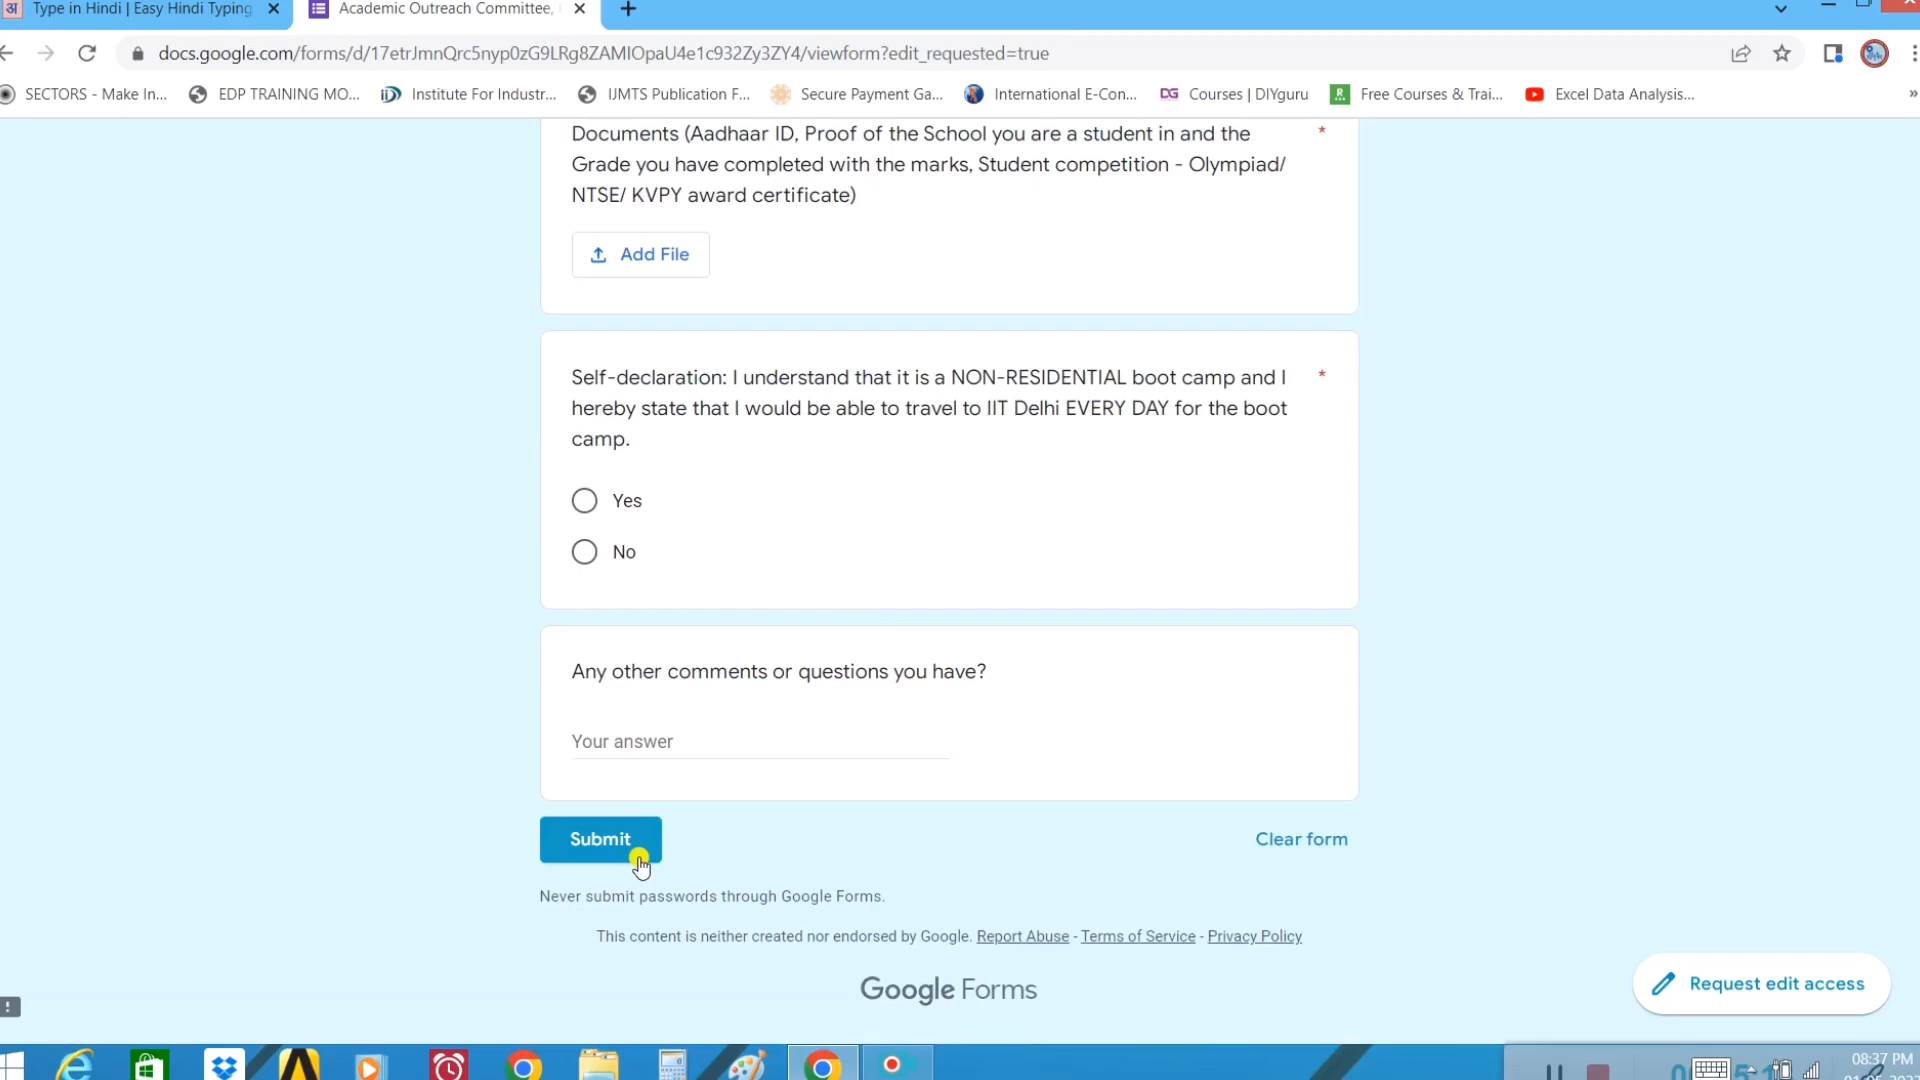 Type in Hindi | Easy Hindi Typing
Academic Outreach Committee,
docs.google.com/forms/d/17etrJmnQrc5nyp0zG9LRg8ZAMIOpaU4e1c932Zy3ZY4/viewform?edit_requested=true
SECTORS - Make In... EDP TRAINING MO... Institute For Industr... IJMTS Publication F... Secure Payment Ga... International E-Con... DG Courses | DIYguru Free Courses & Trai... Excel Data Analysis... »
Documents (Aadhaar ID, Proof of the School you are a student in and the *
Grade you have completed with the marks, Student competition - Olympiad/
NTSE/ KVPY award certificate)
Add File
Self-declaration: I understand that it is a NON-RESIDENTIAL boot camp and I *
hereby state that I would be able to travel to IIT Delhi EVERY DAY for the boot
camp.
Yes
No
Any other comments or questions you have?
Your answer
Submit
Clear form
Never submit passwords through Google Forms.
This content is neither created nor endorsed by Google. Report Abuse - Terms of Service - Privacy Policy
Google Forms
Request edit access
08:37 PM